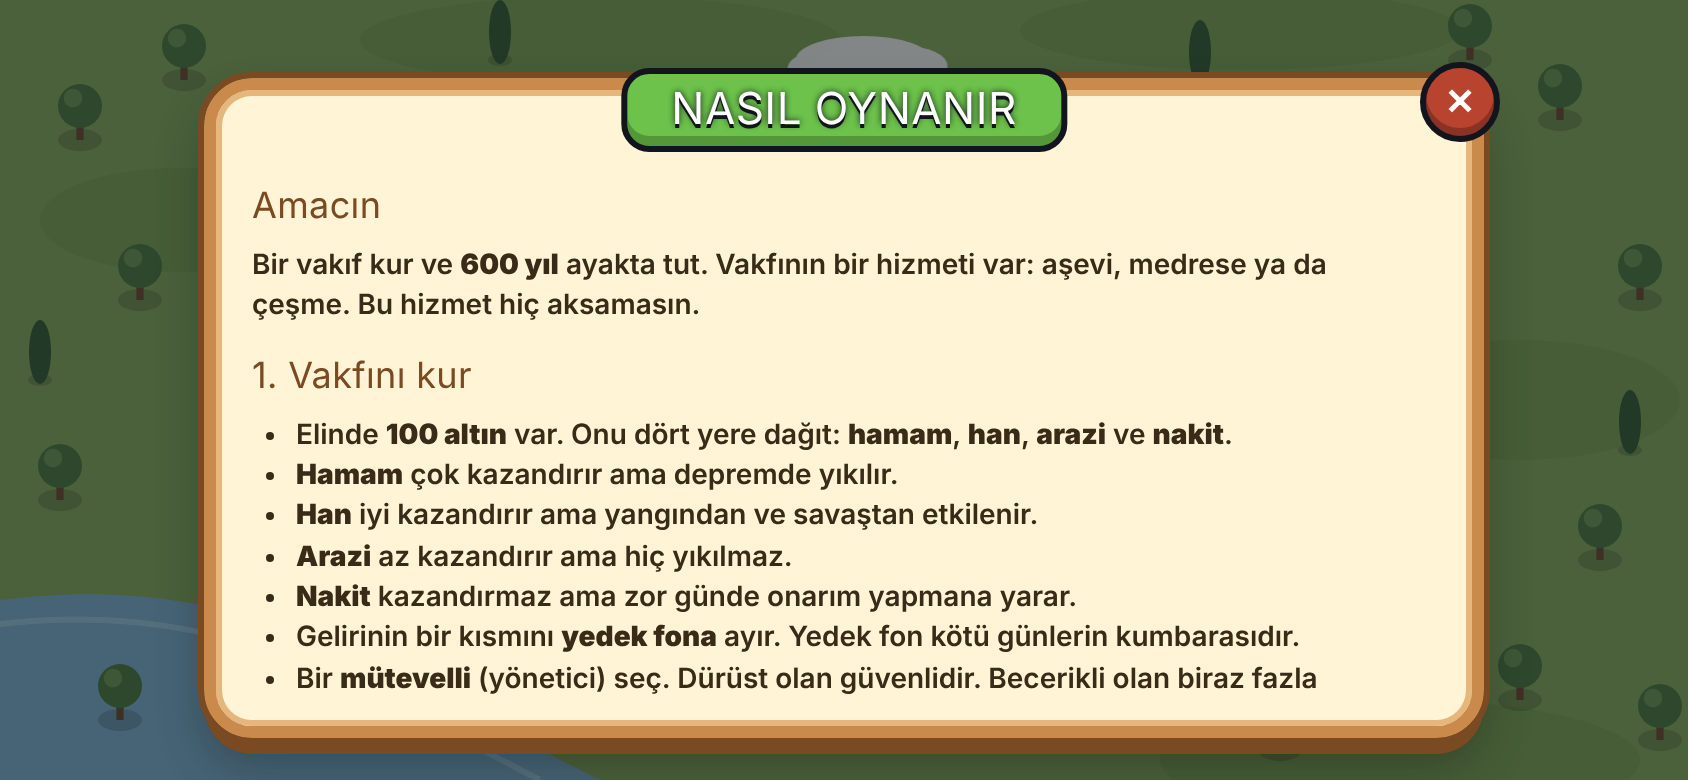 NASIL OYNANIR
Amacın
Bir vakıf kur ve 600 yıl ayakta tut. Vakfının bir hizmeti var: aşevi, medrese ya da
çeşme. Bu hizmet hiç aksamasın.
1. Vakfını kur
• Elinde 100 altın var. Onu dört yere dağıt: hamam, han, arazi ve nakit.
• Hamam çok kazandırır ama depremde yıkılır.
• Han iyi kazandırır ama yangından ve savaştan etkilenir.
• Arazi az kazandırır ama hiç yıkılmaz.
• Nakit kazandırmaz ama zor günde onarım yapmana yarar.
• Gelirinin bir kısmını yedek fona ayır. Yedek fon kötü günlerin kumbarasıdır.
• Bir mütevelli (yönetici) seç. Dürüst olan güvenlidir. Becerikli olan biraz fazla